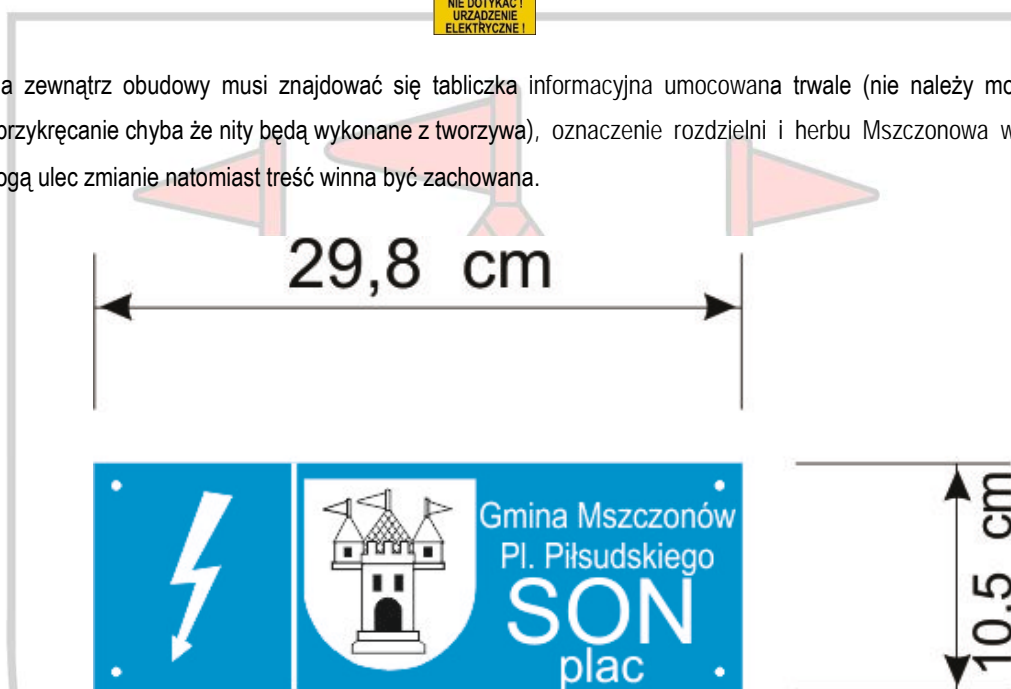 NIE DOTYKAĆ !
URZĄDZENIE
ELEKTRYCZNE !
a zewnątrz obudowy musi znajdować się tabliczka informacyjna umocowana trwale (nie należy mo
przykręcanie chyba że nity będą wykonane z tworzywa), oznaczenie rozdzielni i herbu Mszczonowa w
ogą ulec zmianie natomiast treść winna być zachowana.
29,8 cm
Gmina Mszczonów
Pl. Piłsudskiego
SON
plac
10.5 cm